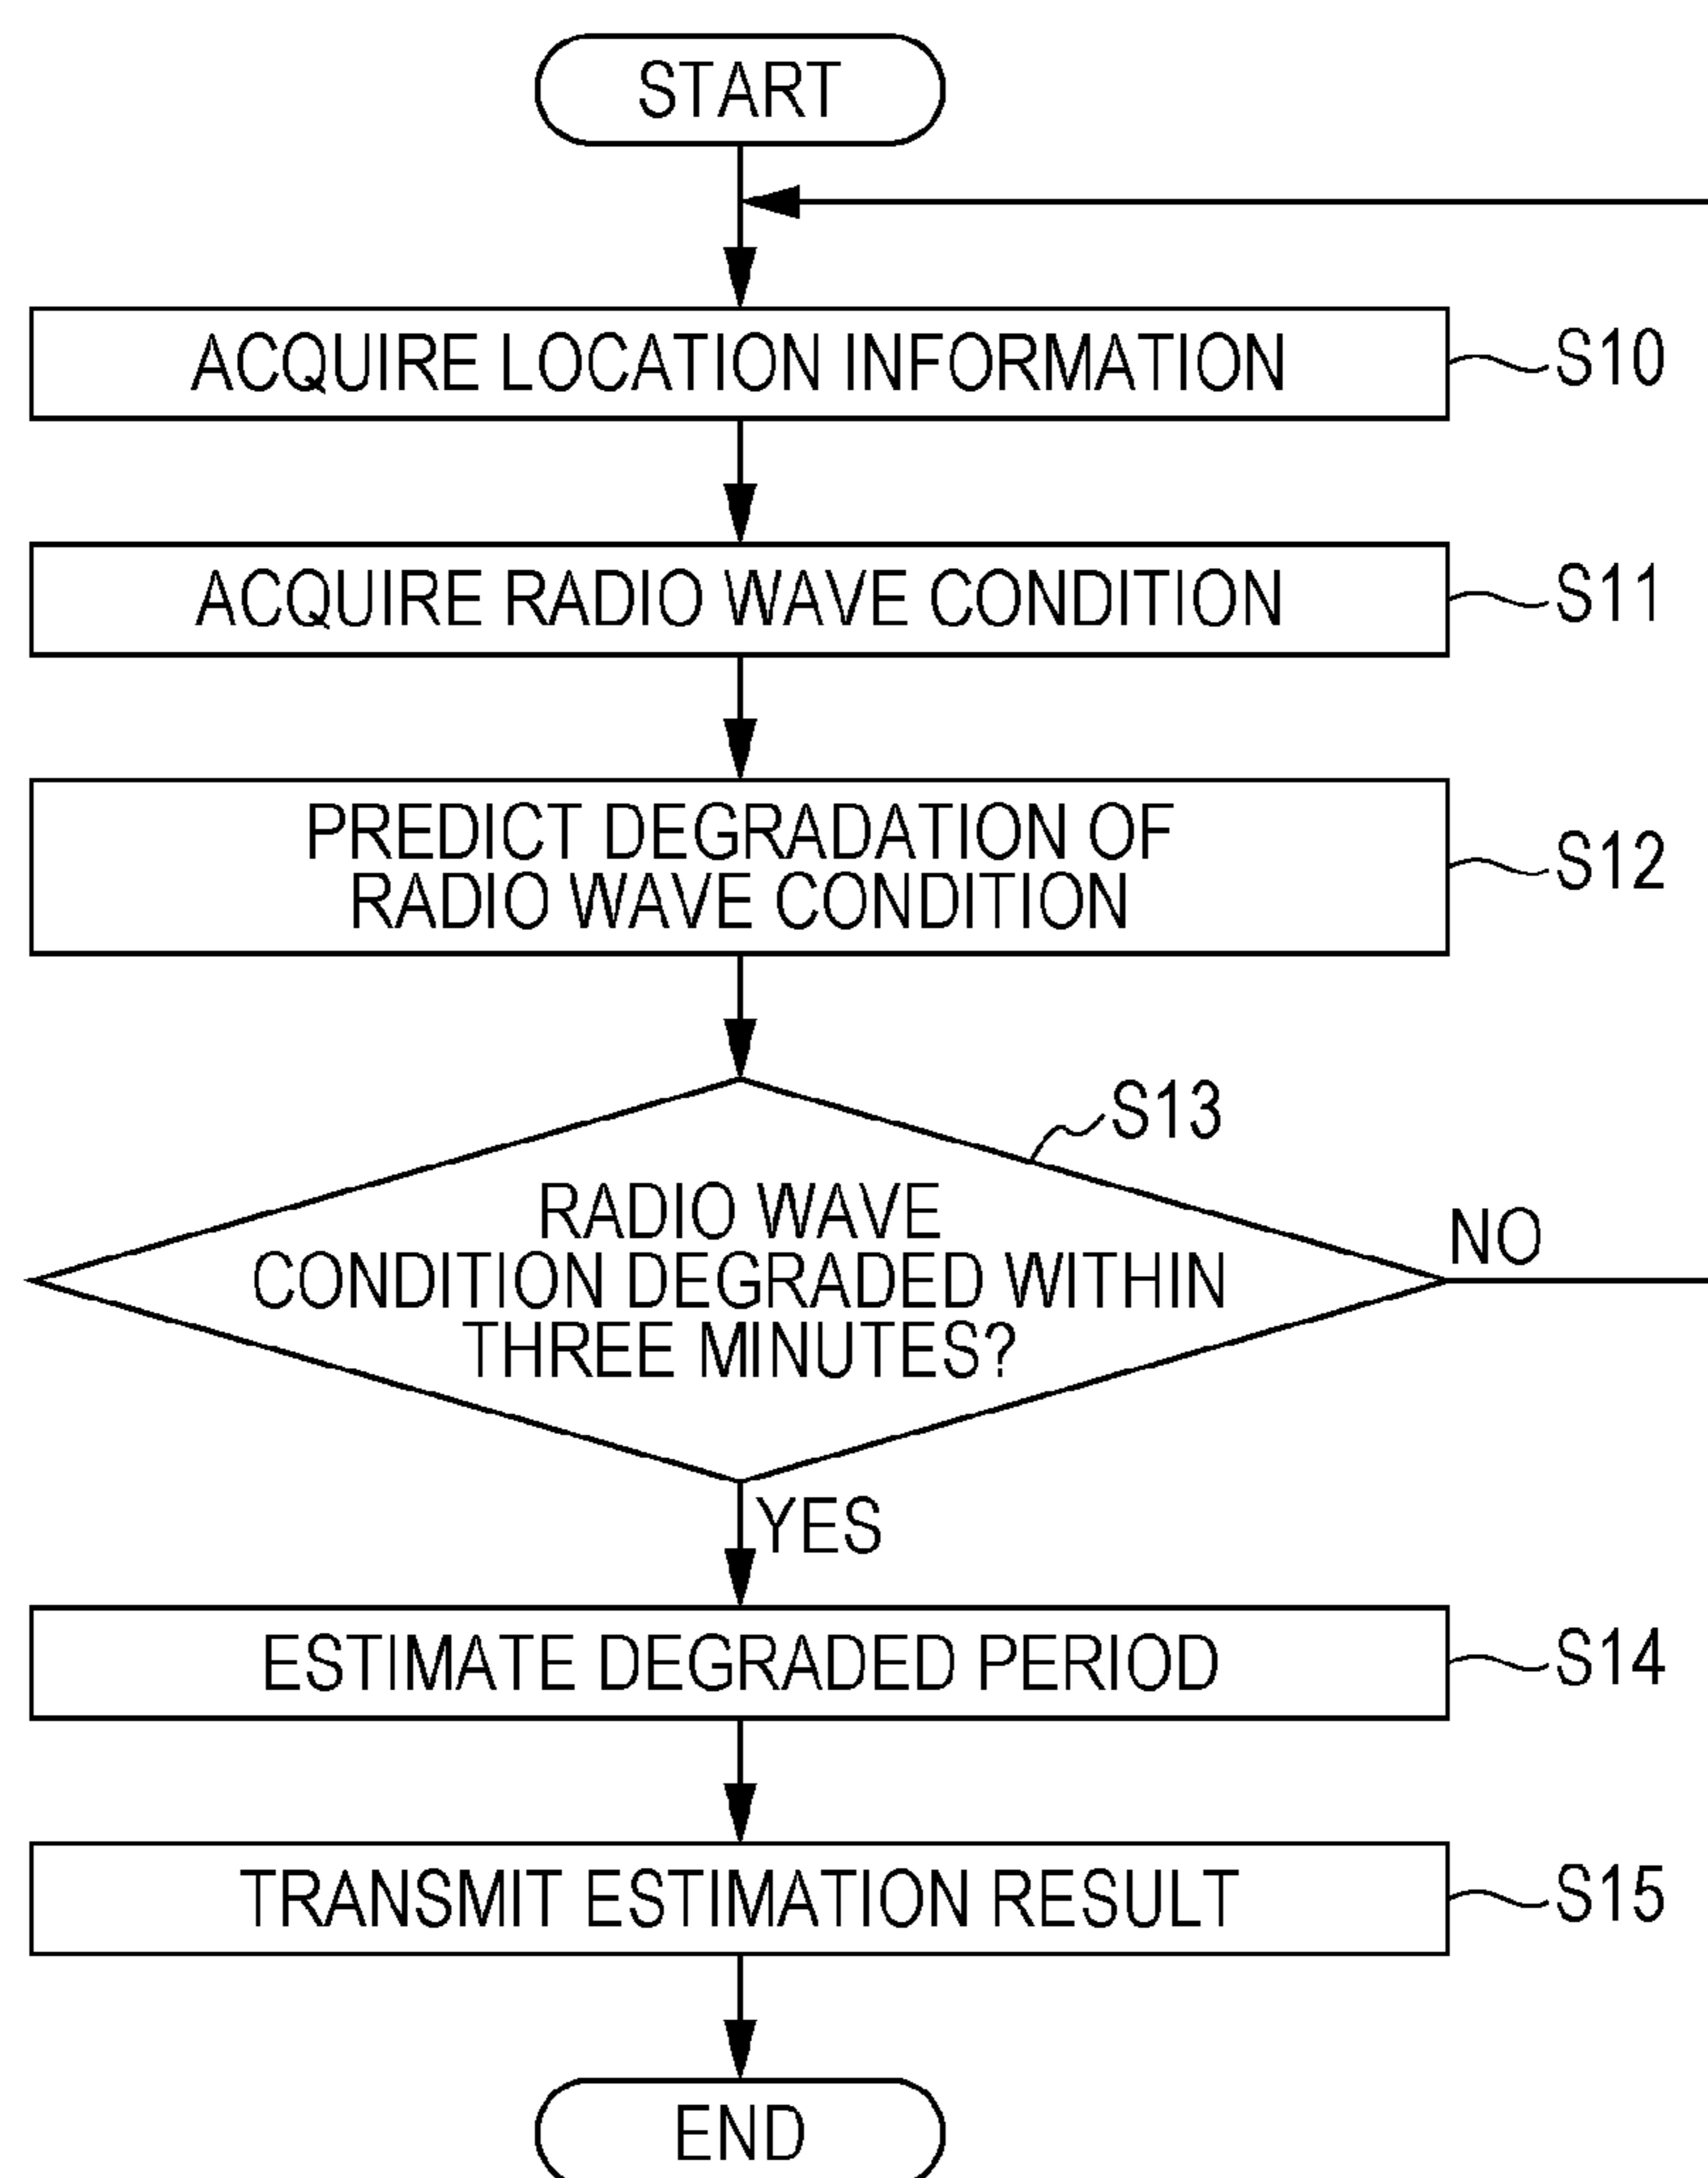 START
ACQUIRE LOCATION INFORMATION
S10
ACQUIRE RADIO WAVE CONDITION
S11
PREDICT DEGRADATION OF
RADIO WAVE CONDITION
S12
S13
RADIO WAVE
CONDITION DEGRADED WITHIN
THREE MINUTES?
NO
YES
ESTIMATE DEGRADED PERIOD
S14
TRANSMIT ESTIMATION RESULT
S15
END